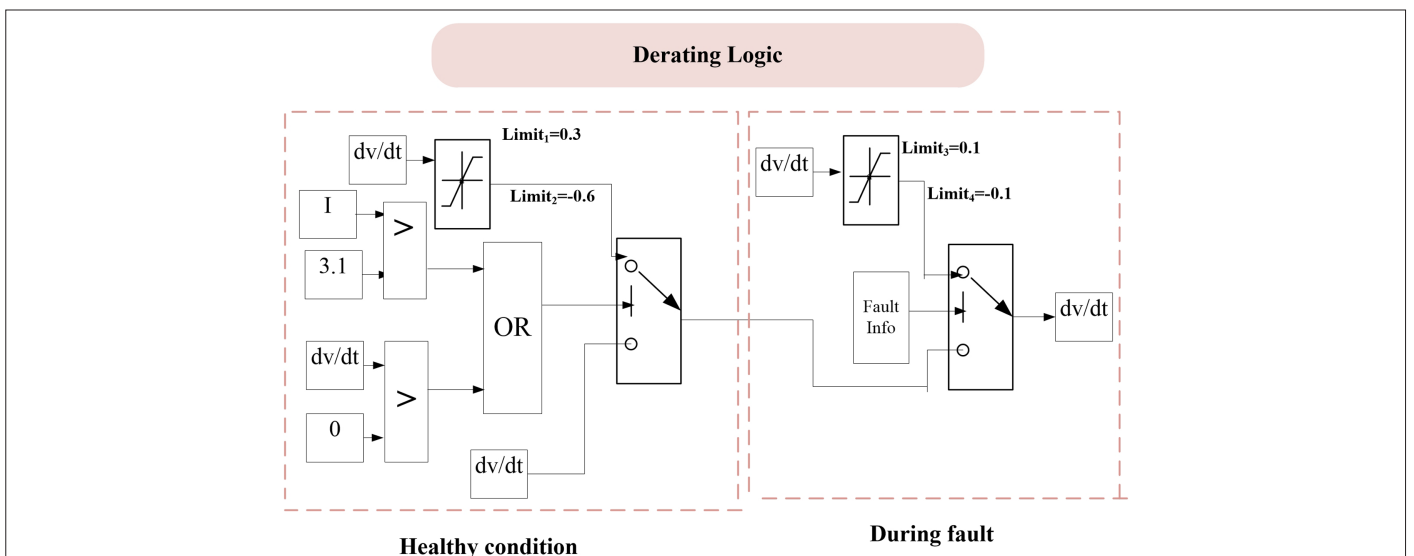 Derating Logic
dv/dt
Limit₁=0.3
Limit₂=-0.6
I
>
3.1
OR
dv/dt
>
0
dv/dt
Healthy condition
dv/dt
Limit₃=0.1
Limit₄=-0.1
Fault
Info
dv/dt
During fault